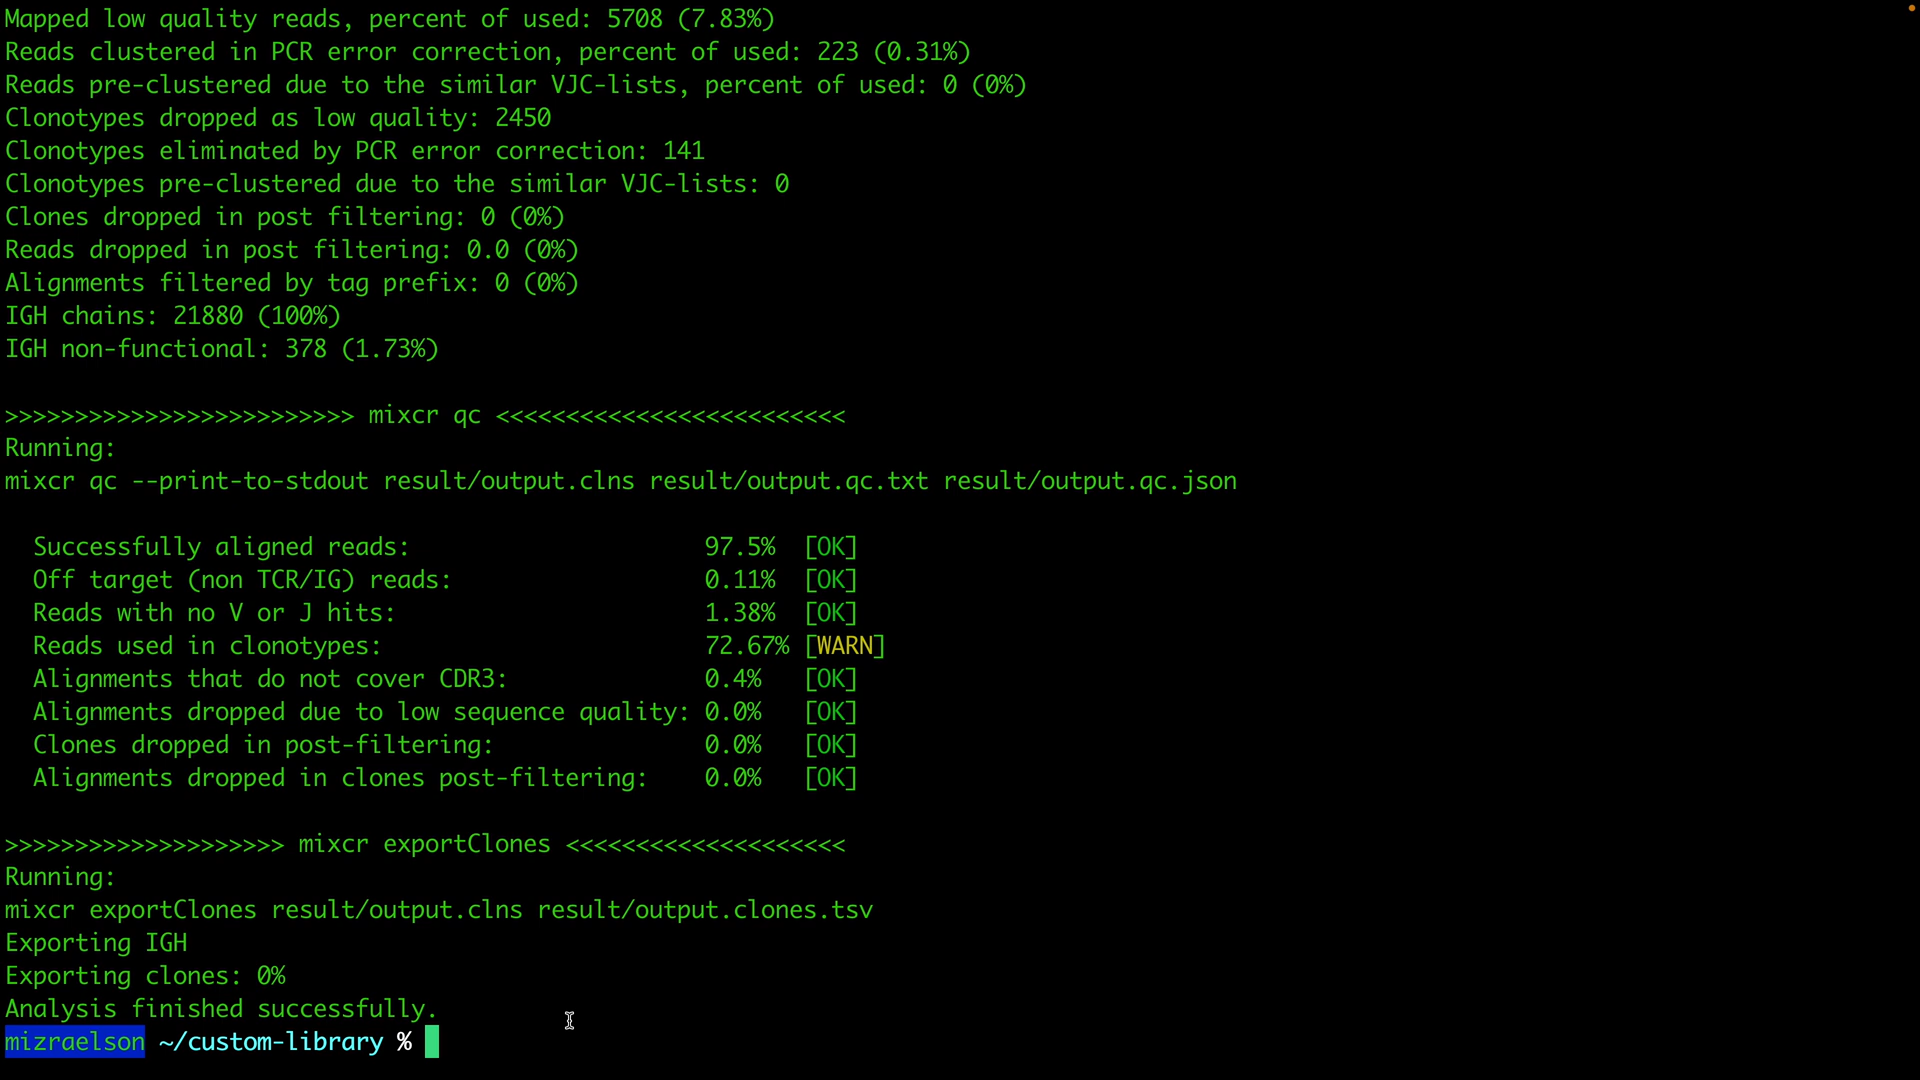 Mapped low quality reads, percent of used: 5708 (7.83%)
Reads clustered in PCR error correction, percent of used: 223 (0.31%)
Reads pre-clustered due to the similar VJC-lists, percent of used: 0 (0%)
Clonotypes dropped as low quality: 2450
Clonotypes eliminated by PCR error correction: 141
Clonotypes pre-clustered due to the similar VJC-lists: 0
Clones dropped in post filtering: 0 (0%)
Reads dropped in post filtering: 0.0 (0%)
Alignments filtered by tag prefix: 0 (0%)
IGH chains: 21880 (100%)
IGH non-functional: 378 (1.73%)
>>>>>>>>>>>>>>>>>>>>>>>>> mixcr qc <<<<<<<<<<<<<<<<<<<<<<<<<
Running:
mixcr qc --print-to-stdout result/output.clns result/output.qc.txt result/output.qc.json
Successfully aligned reads: 97.5% [OK]
Off target (non TCR/IG) reads: 0.11% [OK]
Reads with no V or J hits: 1.38% [OK]
Reads used in clonotypes: 72.67% [WARN]
Alignments that do not cover CDR3: 0.4% [OK]
Alignments dropped due to low sequence quality: 0.0% [OK]
Clones dropped in post-filtering: 0.0% [OK]
Alignments dropped in clones post-filtering: 0.0% [OK]
>>>>>>>>>>>>>>>>>>>> mixcr exportClones <<<<<<<<<<<<<<<<<<<<
Running:
mixcr exportClones result/output.clns result/output.clones.tsv
Exporting IGH
Exporting clones: 0%
Analysis finished successfully.
mizraelson ~/custom-library %